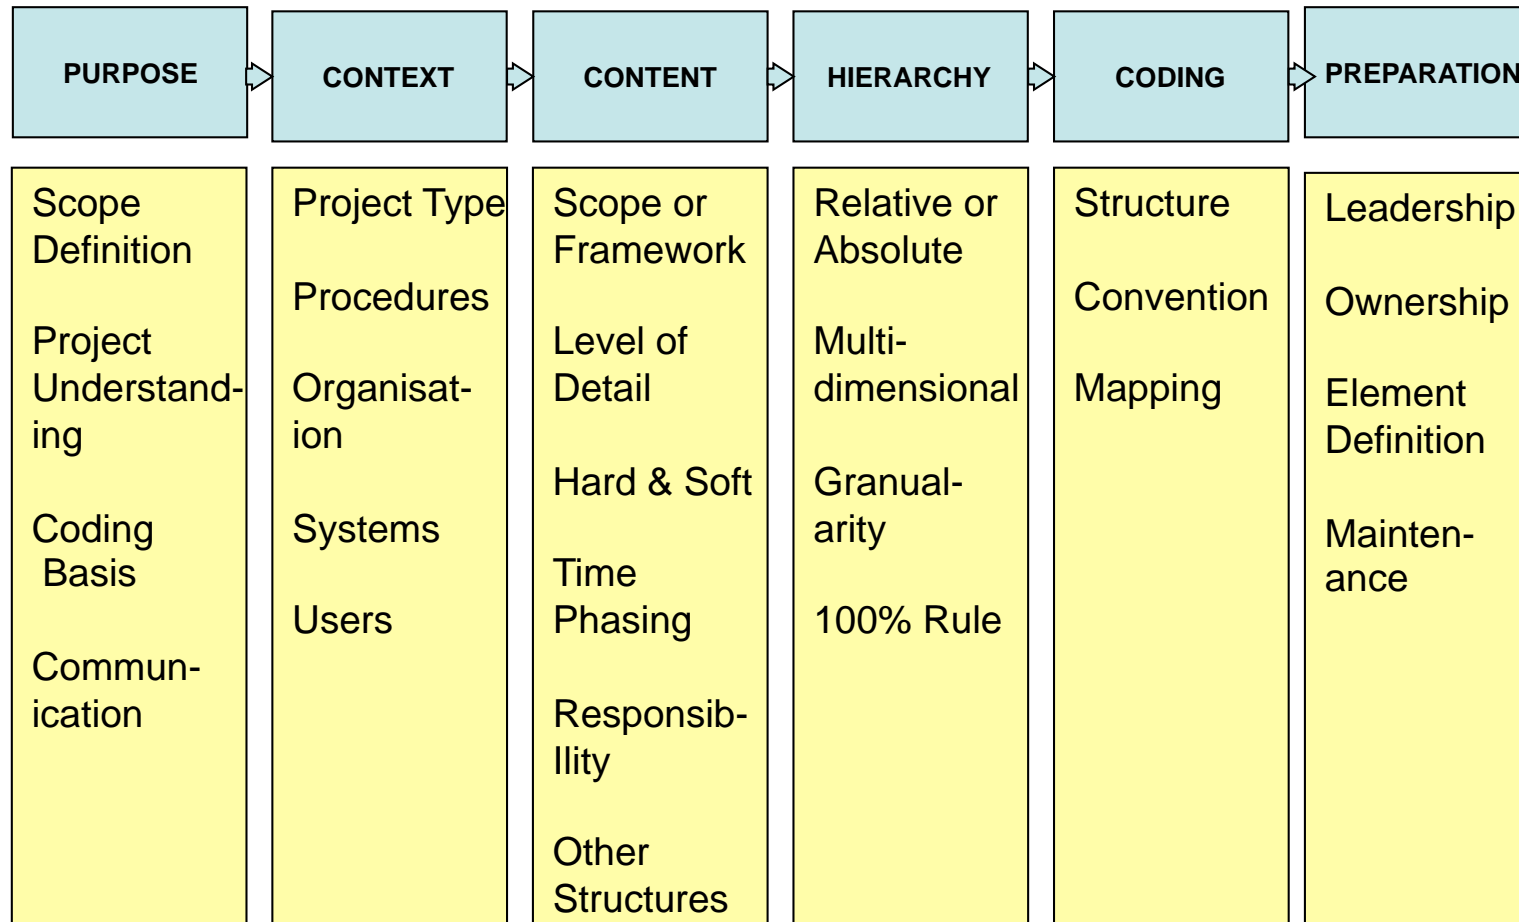 PURPOSE
CONTEXT
CONTENT
HIERARCHY
CODING
PREPARATION
Scope
Definition
Project
Understand-
ing
Coding
Basis
Commun-
ication
Project Type
Procedures
Organisat-
ion
Systems
Users
Scope or
Framework
Level of
Detail
Hard & Soft
Time
Phasing
Responsib-
Ility
Other
Structures
Relative or
Absolute
Multi-
dimensional
Granual-
arity
100% Rule
Structure
Convention
Mapping
Leadership
Ownership
Element
Definition
Mainten-
ance